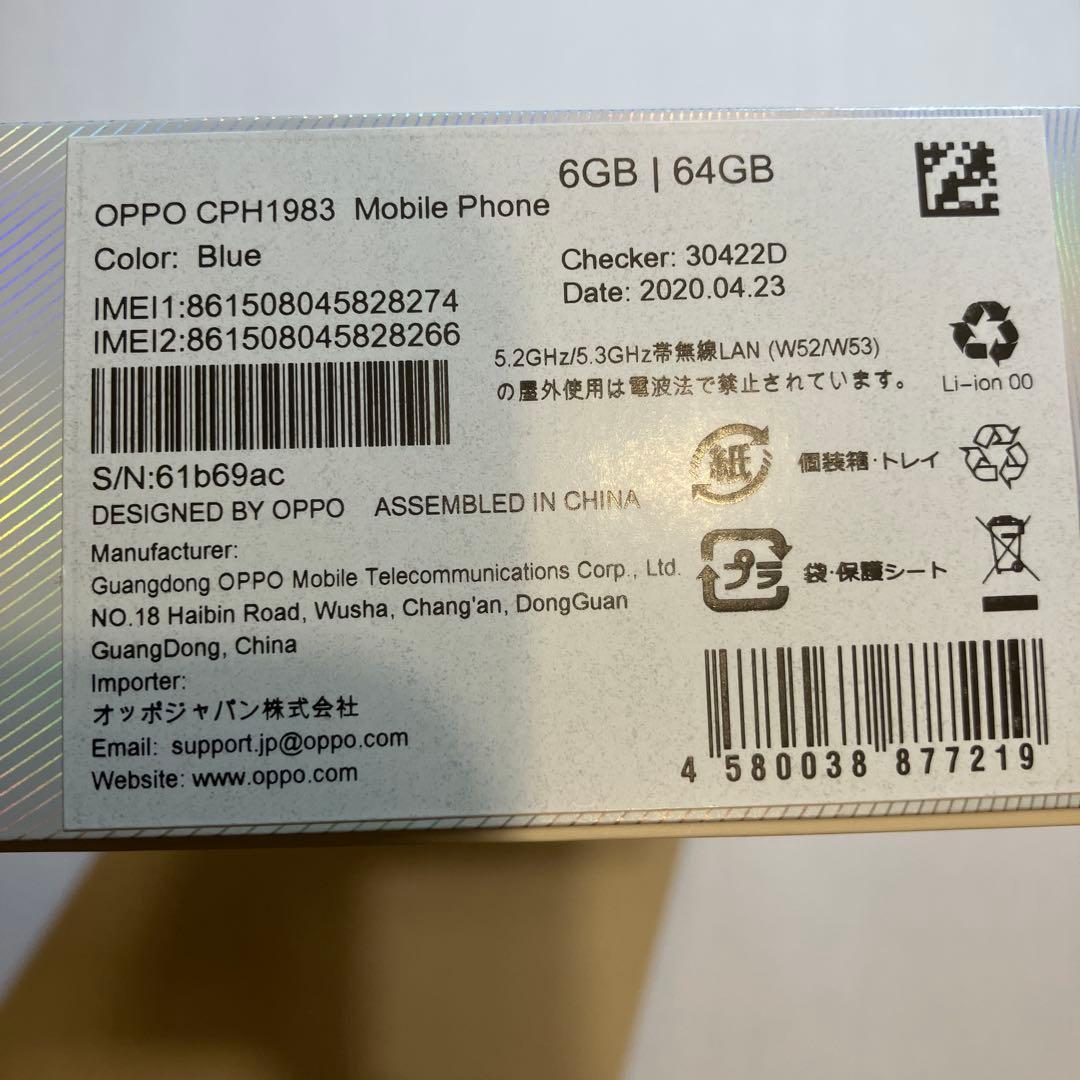 6GB | 64GB
OPPO CPH1983 Mobile Phone
Color: Blue
Checker: 30422D
Date: 2020.04.23
IMEI1:861508045828274
IMEI2:861508045828266
5.2GHz/5.3GHz帯無線LAN (W52/W53)
の屋外使用は電波法で禁止されています。
Li-ion 00
S/N:61b69ac
DESIGNED BY OPPO ASSEMBLED IN CHINA
紙
個装箱・トレイ
Manufacturer:
Guangdong OPPO Mobile Telecommunications Corp., Ltd.
NO.18 Haibin Road, Wusha, Chang'an, DongGuan
GuangDong, China
プラ
袋・保護シート
Importer:
オッポジャパン株式会社
Email: support.jp@oppo.com
Website: www.oppo.com
4 580038 877219